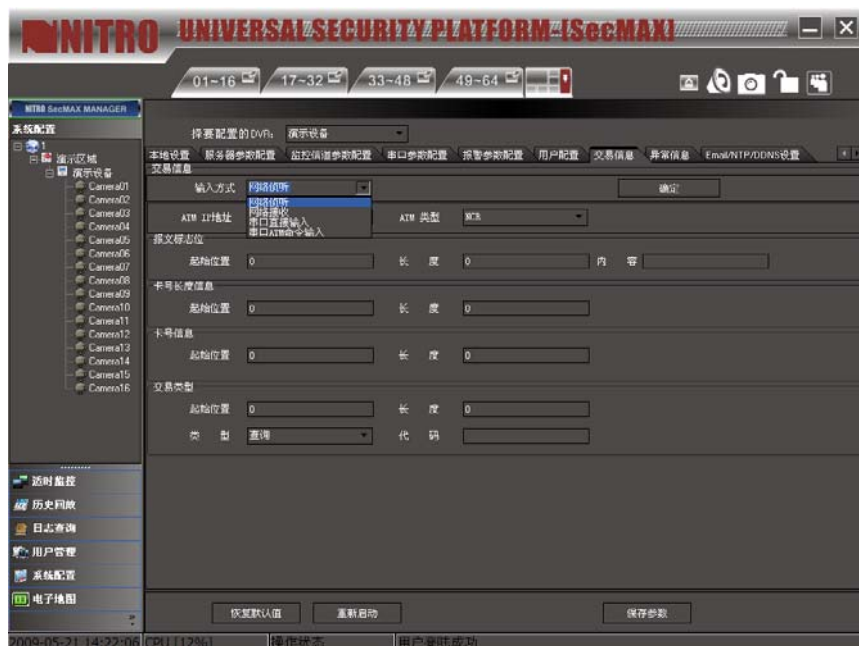 NITRO UNIVERSAL SECURITY PLATFORM-[SecMAX]
01~16 17~32 33~48 49~64
NITRO SecMAX MANAGER
系统配置
1
演示区域
演示设备
Camera01
Camera02
Camera03
Camera04
Camera05
Camera06
Camera07
Camera08
Camera09
Camera10
Camera11
Camera12
Camera13
Camera14
Camera15
Camera16
适时监控
历史回放
日志查询
用户管理
系统配置
电子地图
择要配置的DVR: 演示设备
本地设置 服务器参数配置 监控信道参数配置 串口参数配置 报警参数配置 用户配置 交易信息 异常信息 Email/NTP/DDNS设置
交易信息
输入方式 网络侦听 确定
网络侦听
网络接收
串口直接输入
串口ATM命令输入
ATM IP地址 ATM 类型 NCR
报文标志位
起始位置 0 长 度 0 内 容
卡号长度信息
起始位置 0 长 度 0
卡号信息
起始位置 0 长 度 0
交易类型
起始位置 0 长 度 0
类 型 查询 代 码
恢复默认值 重新启动 保存参数
2009-05-21 14:22:06 CPU [12%] 操作状态 用户登陆成功